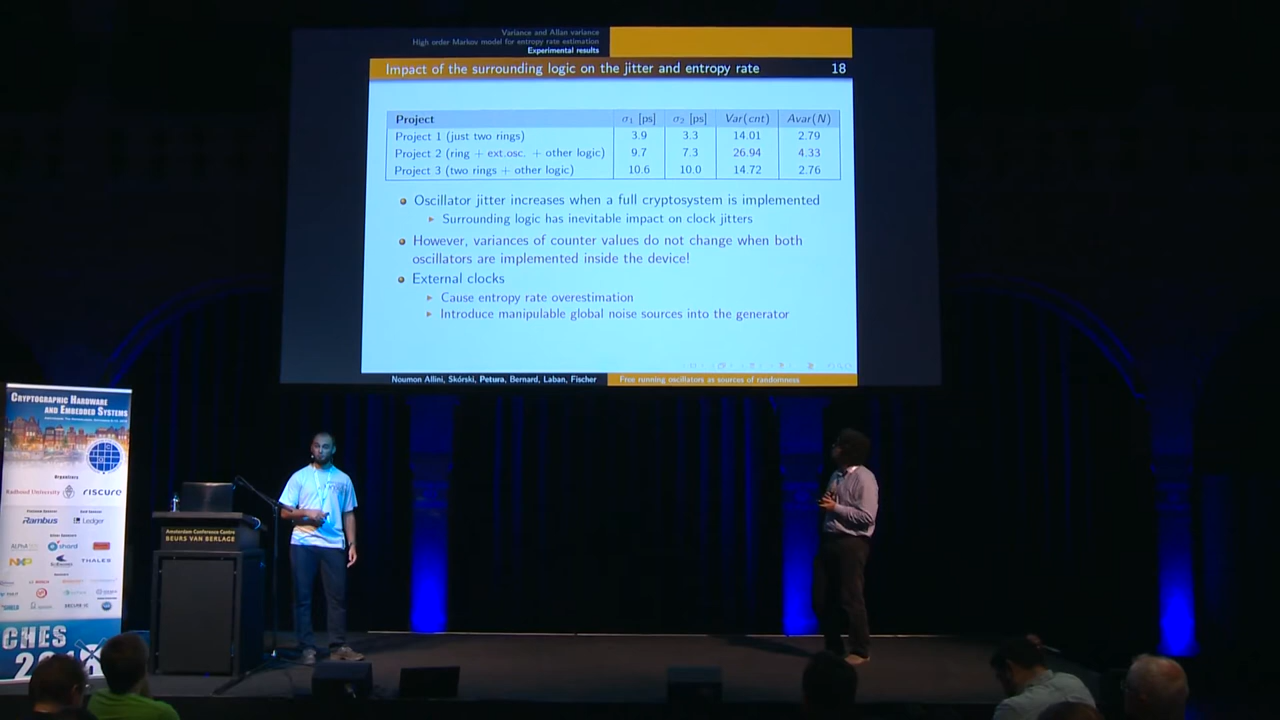 Variance and Allan variance
High order Markov model for entropy rate estimation
Experimental results
Impact of the surrounding logic on the jitter and entropy rate 18
Project σ₁ [ps] σ₂ [ps] Var(cnt) Avar(N)
Project 1 (just two rings) 3.9 3.3 14.01 2.79
Project 2 (ring + ext.osc. + other logic) 9.7 7.3 26.94 4.33
Project 3 (two rings + other logic) 10.6 10.0 14.72 2.76
Oscillator jitter increases when a full cryptosystem is implemented
Surrounding logic has inevitable impact on clock jitters
However, variances of counter values do not change when both
oscillators are implemented inside the device!
External clocks
Cause entropy rate overestimation
Introduce manipulable global noise sources into the generator
Noumon Allini, Skórski, Petura, Bernard, Laban, Fischer Free running oscillators as sources of randomness
Cryptographic Hardware
and Embedded Systems
Organizers
Radboud University riscure
Rambus Ledger
NXP THALES
Amsterdam Conference Centre
BEURS VAN BERLAGE
CHES